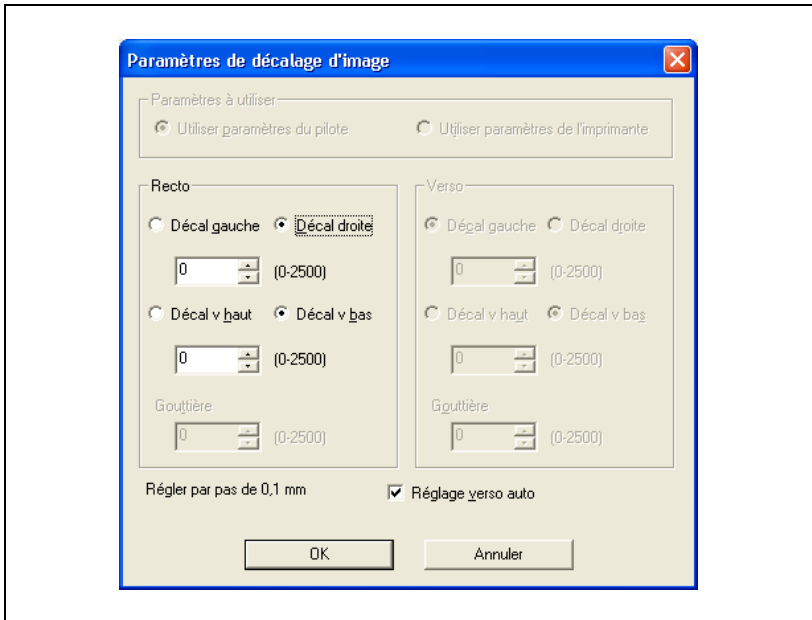 Paramètres de décalage d'image
Paramètres à utiliser
Utiliser paramètres du pilote
Utiliser paramètres de l'imprimante
Recto
Décal gauche
Décal droite
0
(0-2500)
Décal v haut
Décal v bas
0
(0-2500)
Gouttière
0
(0-2500)
Verso
Décal gauche
Décal droite
0
(0-2500)
Décal v haut
Décal v bas
0
(0-2500)
Gouttière
0
(0-2500)
Régler par pas de 0,1 mm
Réglage verso auto
OK
Annuler